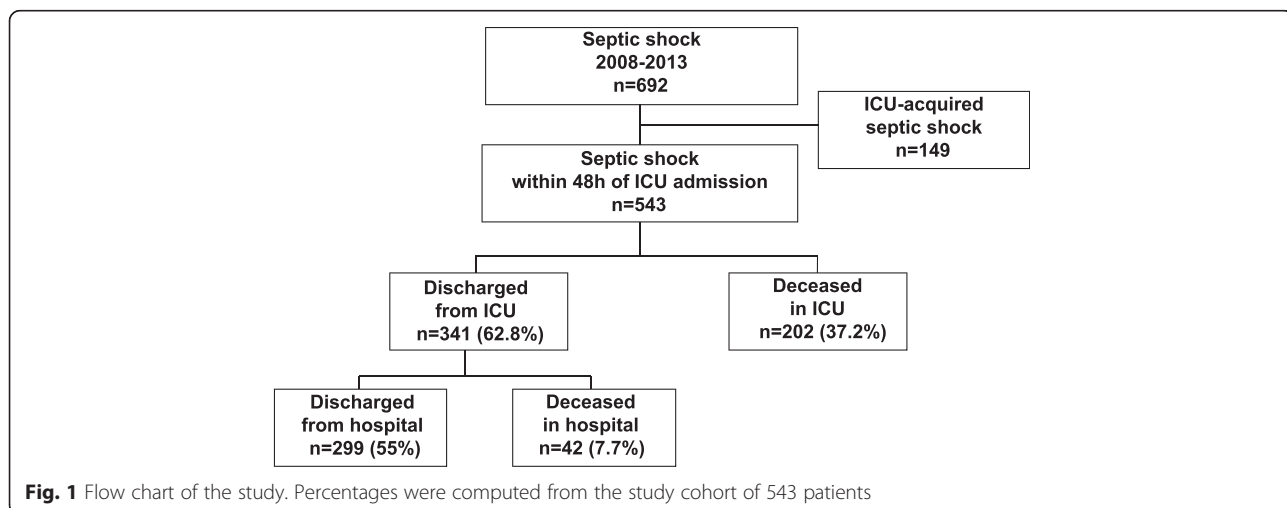 Septic shock
2008-2013
n=692
ICU-acquired
septic shock
n=149
Septic shock
within 48h of ICU admission
n=543
Discharged
from ICU
n=341 (62.8%)
Deceased
in ICU
n=202 (37.2%)
Discharged
from hospital
n=299 (55%)
Deceased
in hospital
n=42 (7.7%)
Fig. 1 Flow chart of the study. Percentages were computed from the study cohort of 543 patients